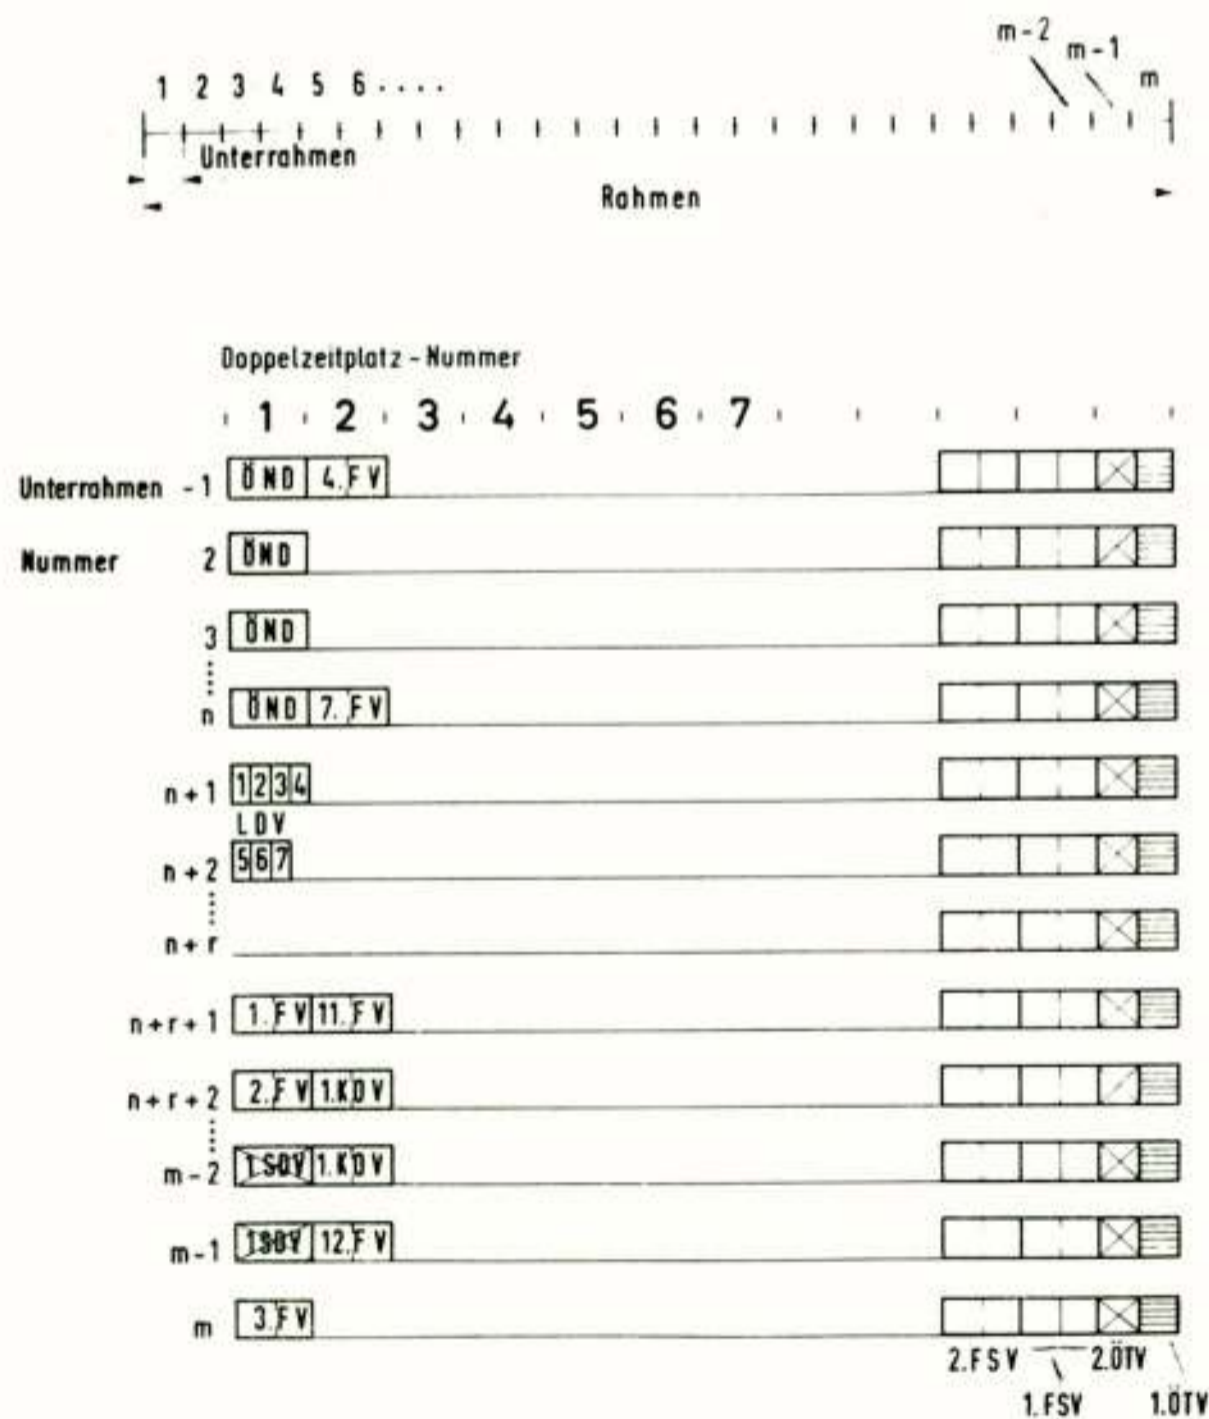 m-2 m-1
1 2 3 4 5 6 .... m
Unterrahmen
Rahmen
Doppelzeitplatz-Nummer
1 2 3 4 5 6 7
Unterrahmen -1 ÖND 4.FV
Nummer 2 ÖND
3 ÖND
n ÖND 7.FV
n+1 1 2 3 4
LDV
n+2 5 6 7
n+r
n+r+1 1.FV 11.FV
n+r+2 2.FV 1.KDV
m-2 1.SDV 1.KDV
m-1 1SDV 12.FV
m 3.FV
2.FSV 2.ÖTV
1.FSV 1.ÖTV